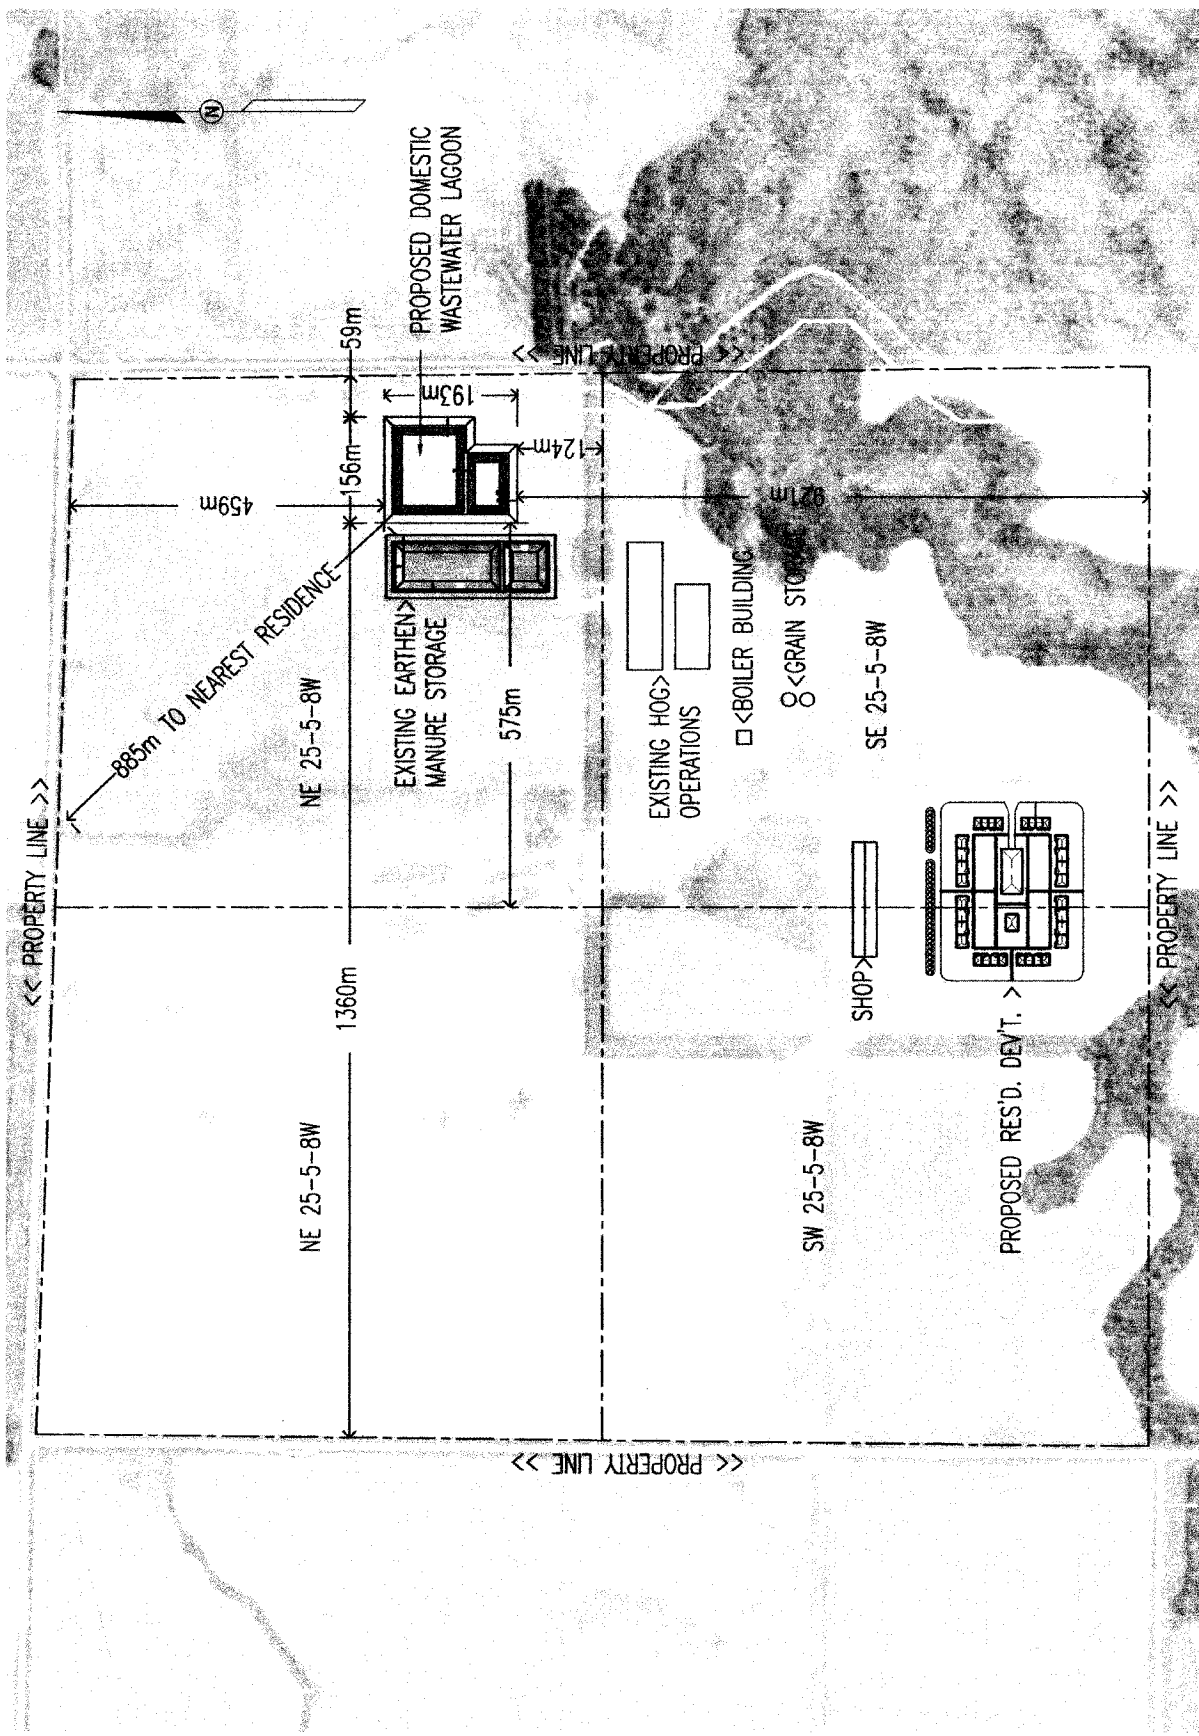 N
PROPOSED DOMESTIC
WASTEWATER LAGOON
59m
156m
193m
124m
459m
921m
<< PROPERTY LINE >>
885m TO NEAREST RESIDENCE
NE 25-5-8W
EXISTING EARTHEN>
MANURE STORAGE
575m
EXISTING HOG>
OPERATIONS
<BOILER BUILDING
<GRAIN STORAGE
SE 25-5-8W
<< PROPERTY LINE >>
1360m
SHOP>
<< PROPERTY LINE >>
NE 25-5-8W
SW 25-5-8W
PROPOSED RES'D. DEV'T. >
<< PROPERTY LINE >>